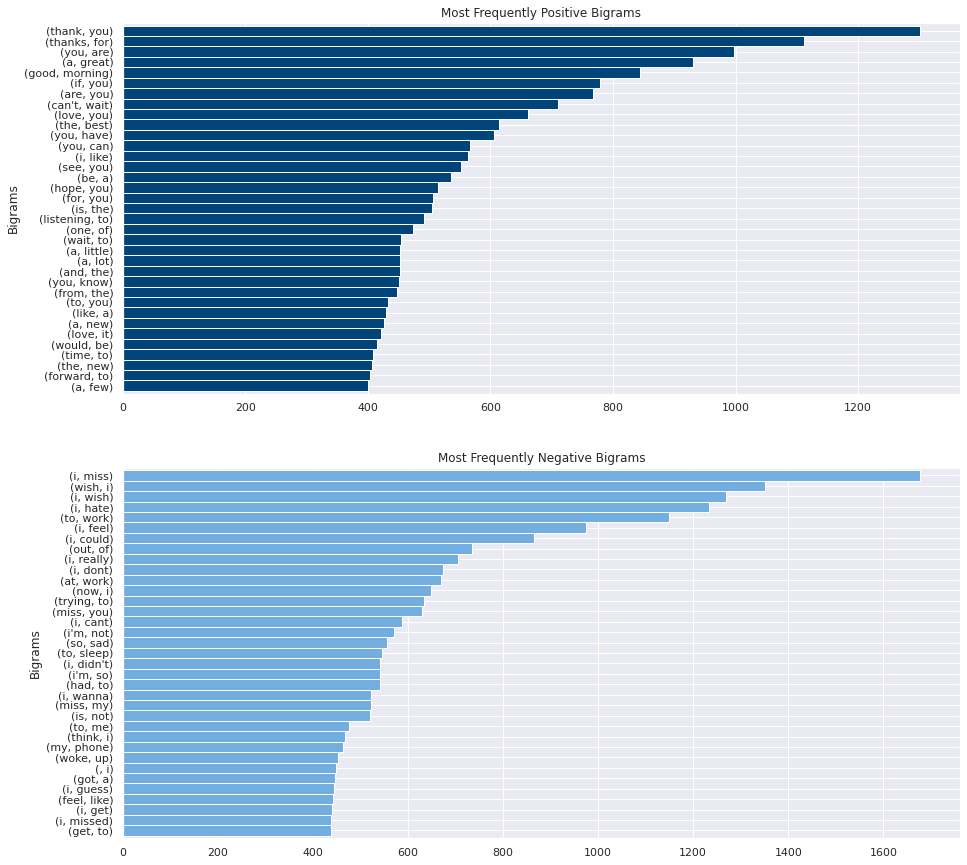 Most Frequently Positive Bigrams
Bigrams
(thank, you)
(thanks, for)
(you, are)
(a, great)
(good, morning)
(if, you)
(are, you)
(can't, wait)
(love, you)
(the, best)
(you, have)
(you, can)
(i, like)
(see, you)
(be, a)
(hope, you)
(for, you)
(is, the)
(listening, to)
(one, of)
(wait, to)
(a, little)
(a, lot)
(and, the)
(you, know)
(from, the)
(to, you)
(like, a)
(a, new)
(love, it)
(would, be)
(time, to)
(the, new)
(forward, to)
(a, few)
0 200 400 600 800 1000 1200
Most Frequently Negative Bigrams
Bigrams
(i, miss)
(wish, i)
(i, wish)
(i, hate)
(to, work)
(i, feel)
(i, could)
(out, of)
(i, really)
(i, dont)
(at, work)
(now, i)
(trying, to)
(miss, you)
(i, cant)
(i'm, not)
(so, sad)
(to, sleep)
(i, didn't)
(i'm, so)
(had, to)
(i, wanna)
(miss, my)
(is, not)
(to, me)
(think, i)
(my, phone)
(woke, up)
(, i)
(got, a)
(i, guess)
(feel, like)
(i, get)
(i, missed)
(get, to)
0 200 400 600 800 1000 1200 1400 1600